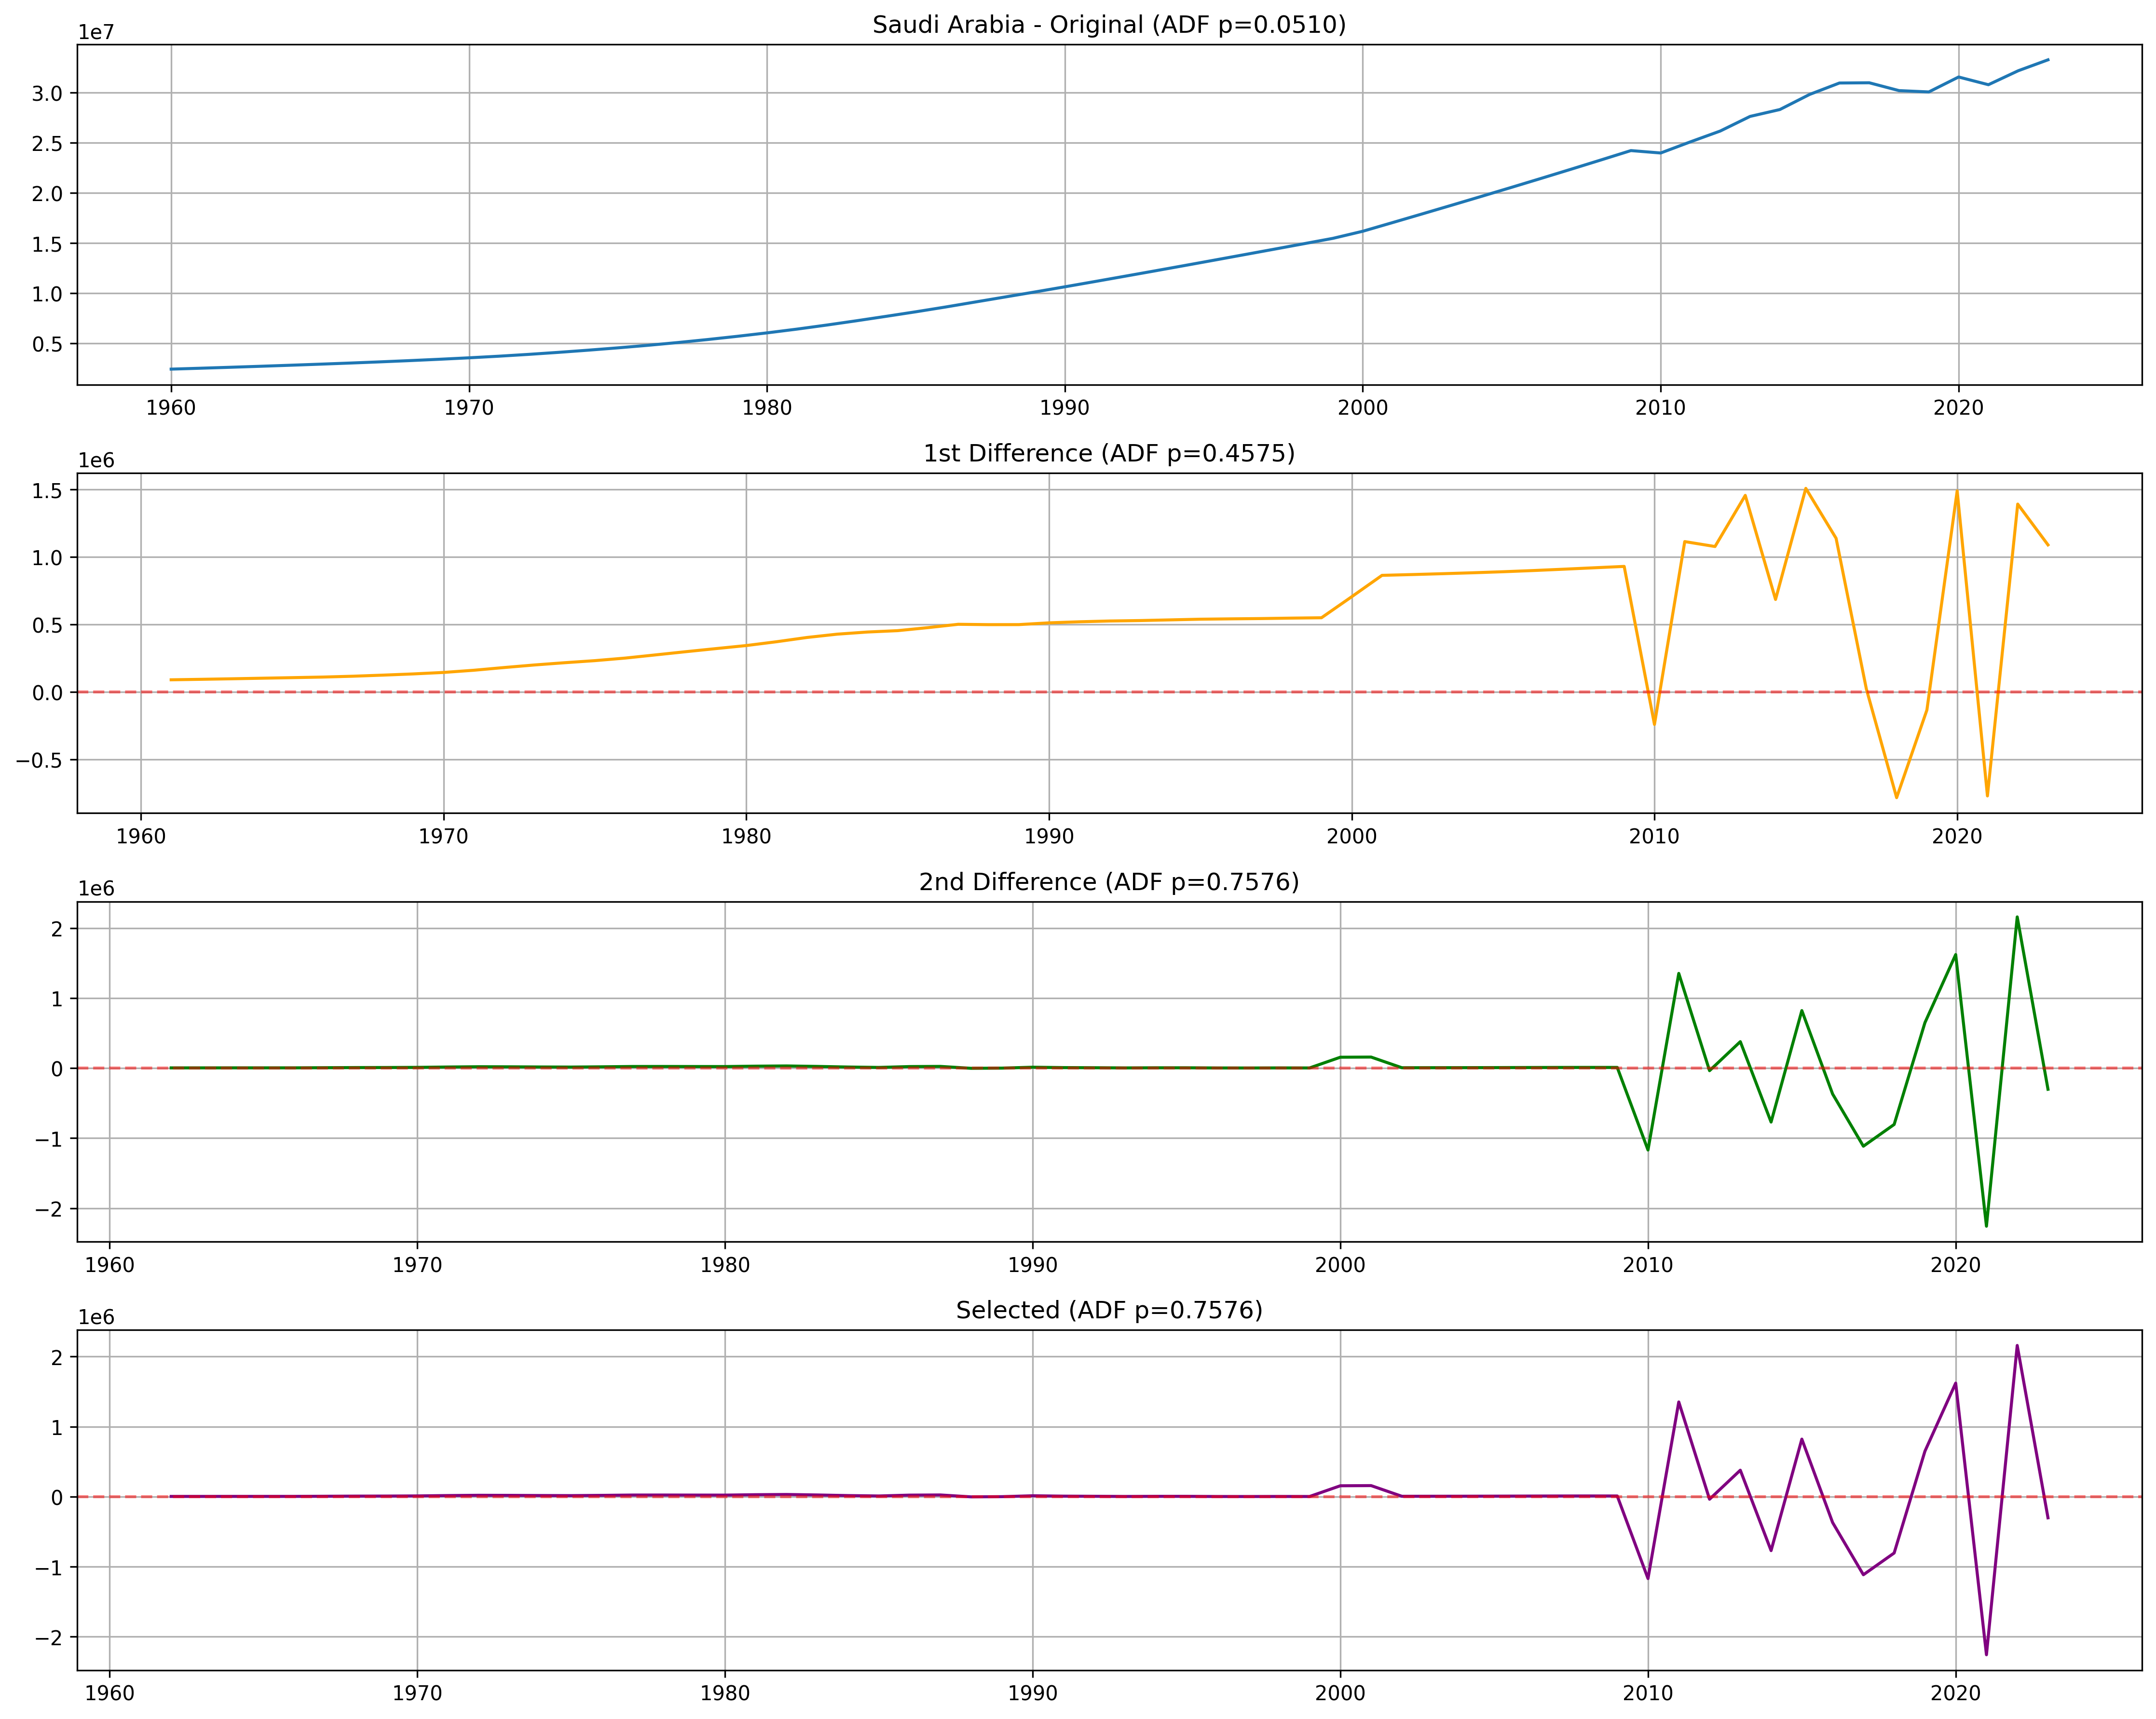 Saudi Arabia - Original (ADF p=0.0510)
1e7
3.0
2.5
2.0
1.5
1.0
0.5
1960 1970 1980 1990 2000 2010 2020
1st Difference (ADF p=0.4575)
1e6
1.5
1.0
0.5
0.0
−0.5
1960 1970 1980 1990 2000 2010 2020
2nd Difference (ADF p=0.7576)
1e6
2
1
0
−1
−2
1960 1970 1980 1990 2000 2010 2020
Selected (ADF p=0.7576)
1e6
2
1
0
−1
−2
1960 1970 1980 1990 2000 2010 2020